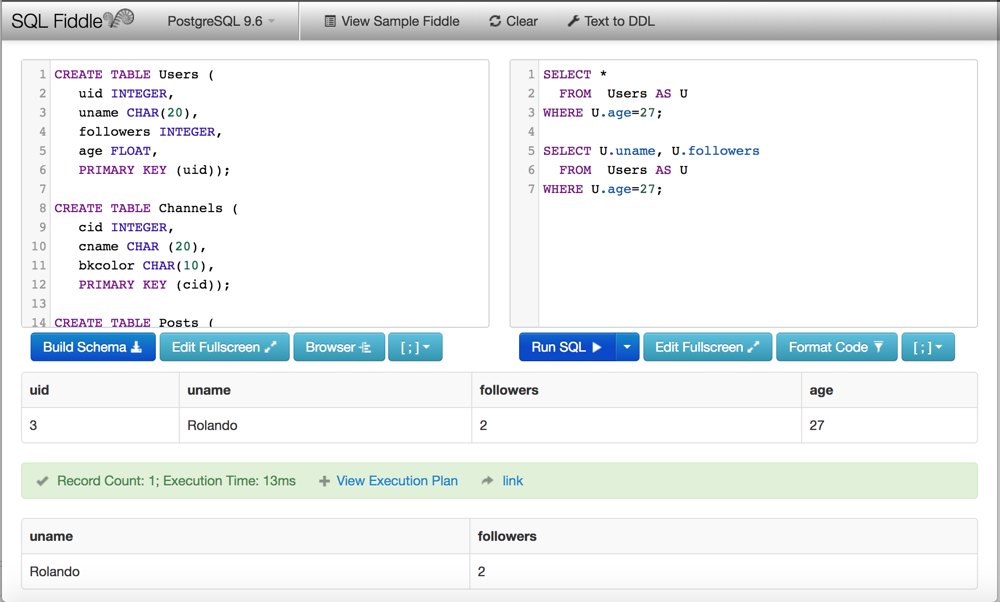 SQL Fiddle PostgreSQL 9.6 View Sample Fiddle Clear Text to DDL
1 CREATE TABLE Users (
2    uid INTEGER,
3    uname CHAR(20),
4    followers INTEGER,
5    age FLOAT,
6    PRIMARY KEY (uid));
7
8 CREATE TABLE Channels (
9    cid INTEGER,
10    cname CHAR (20),
11    bkcolor CHAR(10),
12    PRIMARY KEY (cid));
13
14 CREATE TABLE Posts (
1 SELECT *
2   FROM  Users AS U
3 WHERE U.age=27;
4
5 SELECT U.uname, U.followers
6   FROM  Users AS U
7 WHERE U.age=27;
Build Schema Edit Fullscreen Browser [ ; ]
Run SQL Edit Fullscreen Format Code [ ; ]
uid uname followers age
3 Rolando 2 27
Record Count: 1; Execution Time: 13ms View Execution Plan link
uname followers
Rolando 2